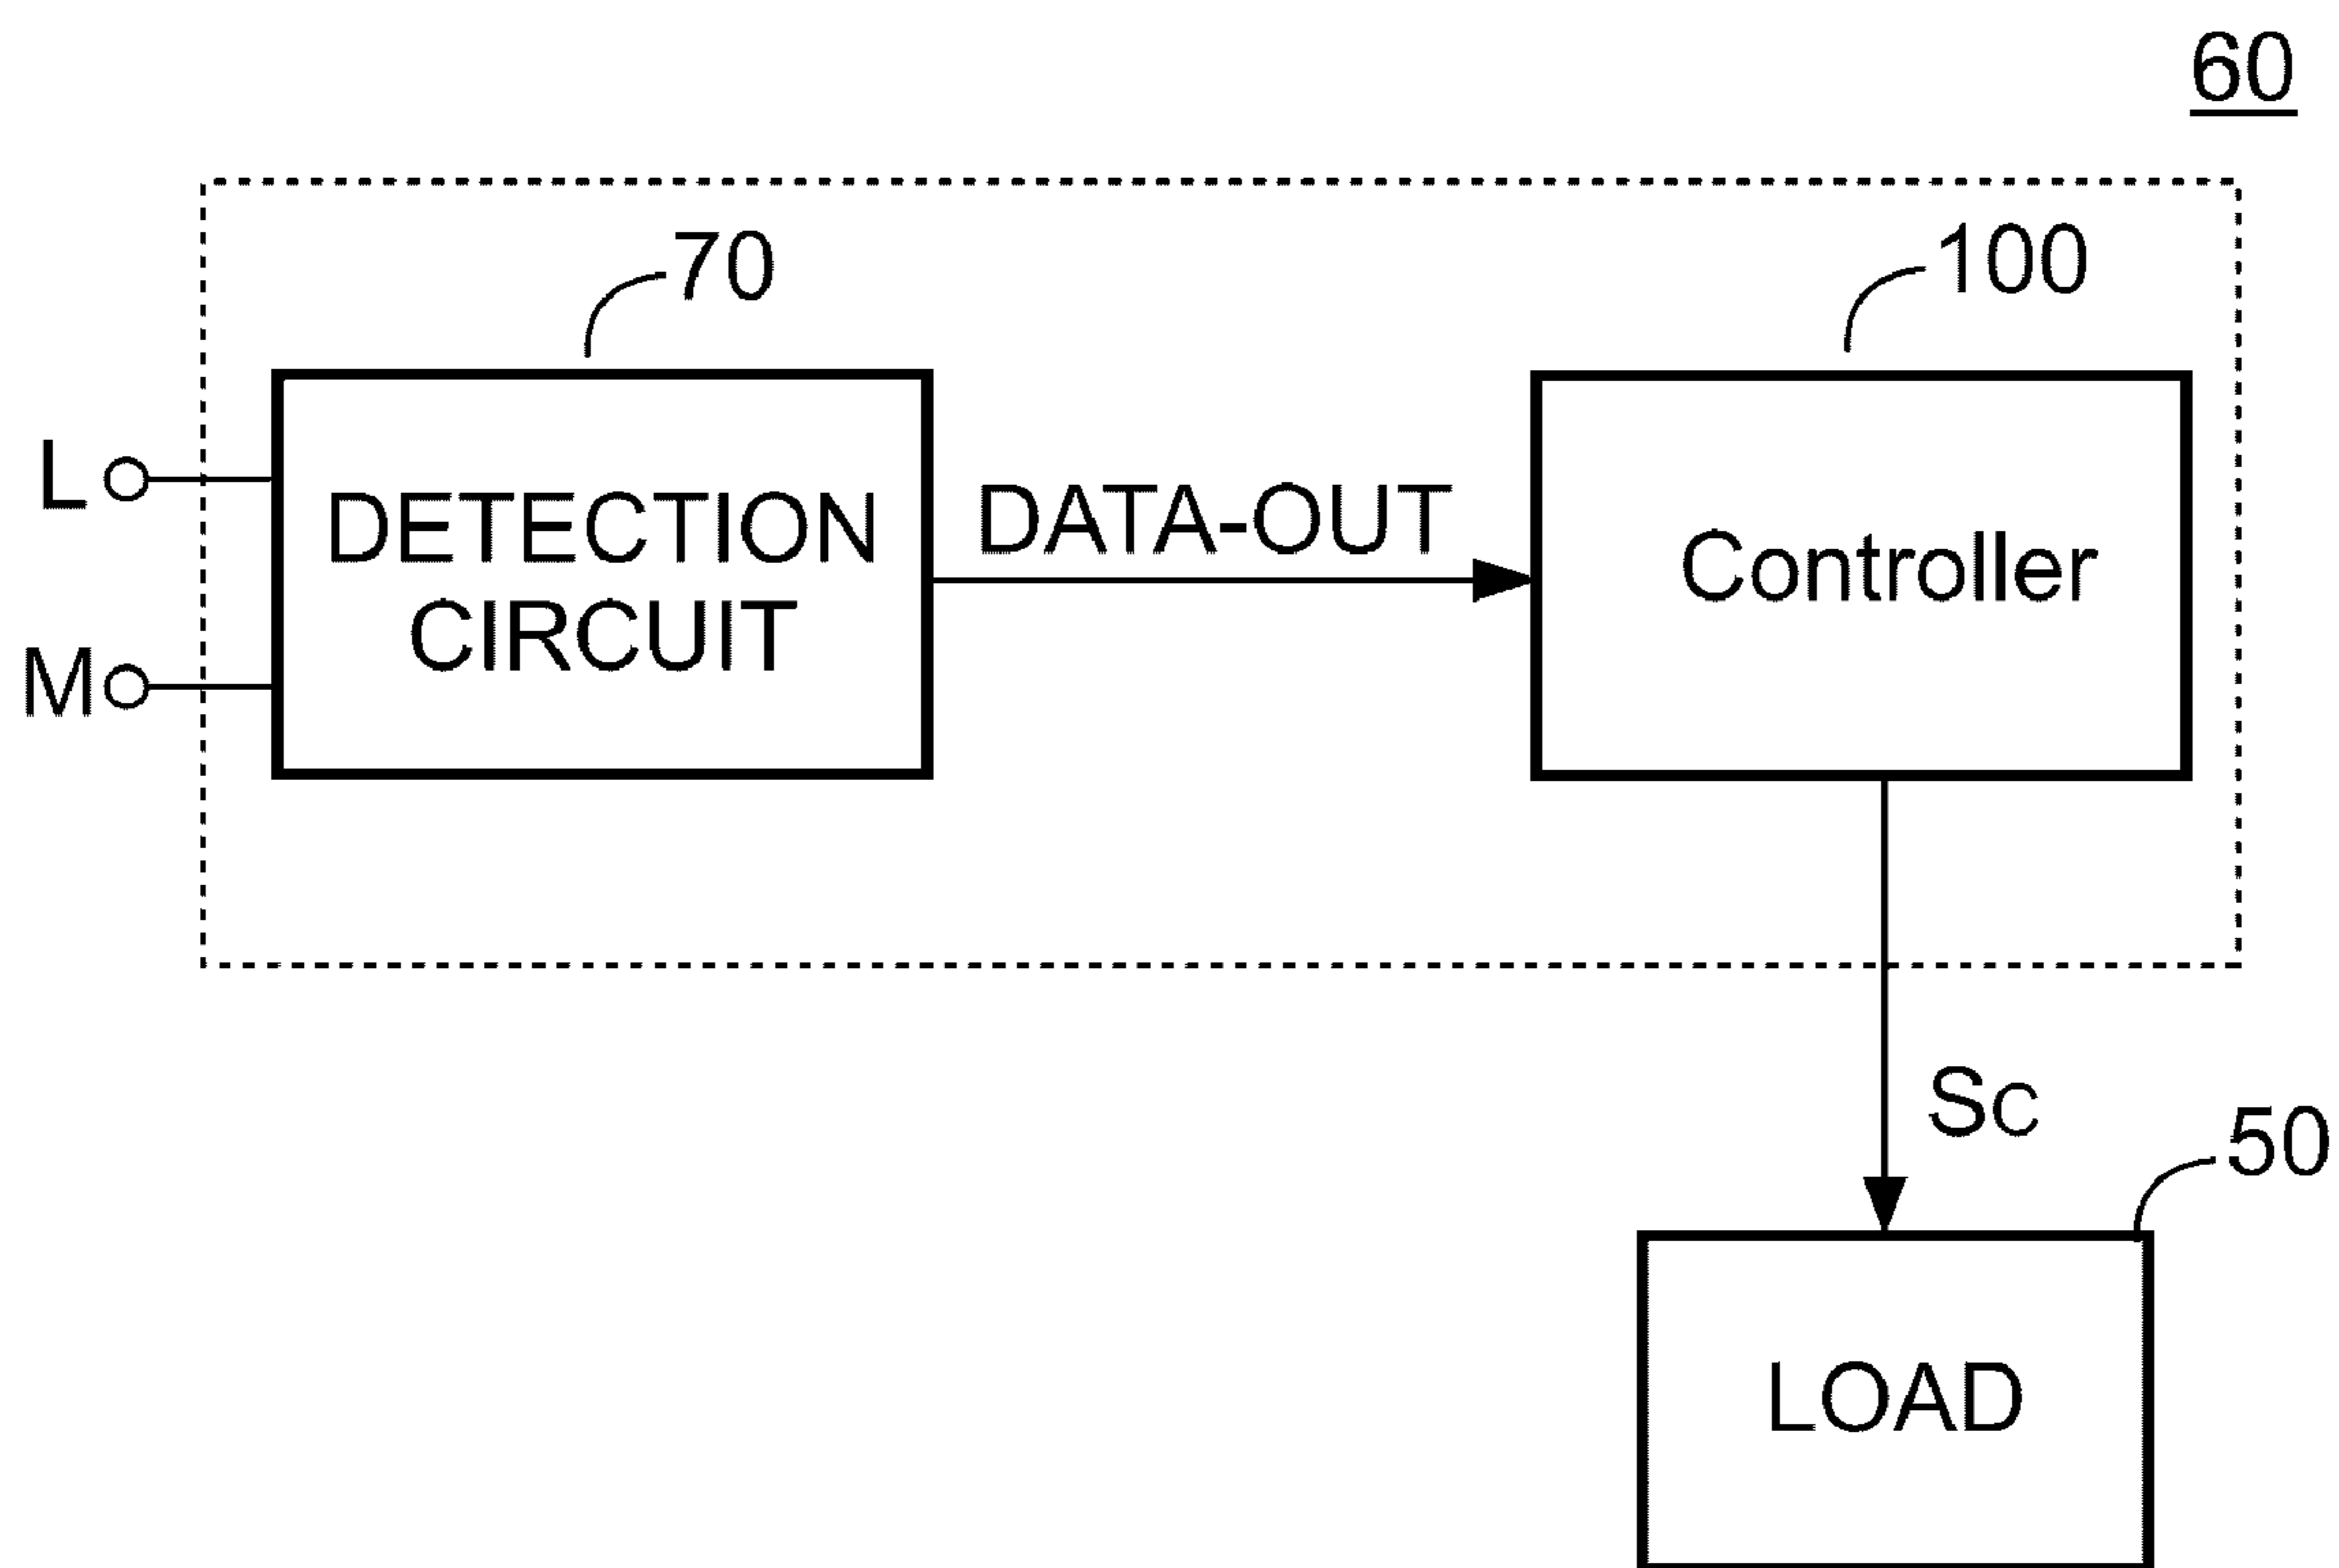 60
70
100
L
M
DETECTION
CIRCUIT
DATA-OUT
Controller
SC
50
LOAD